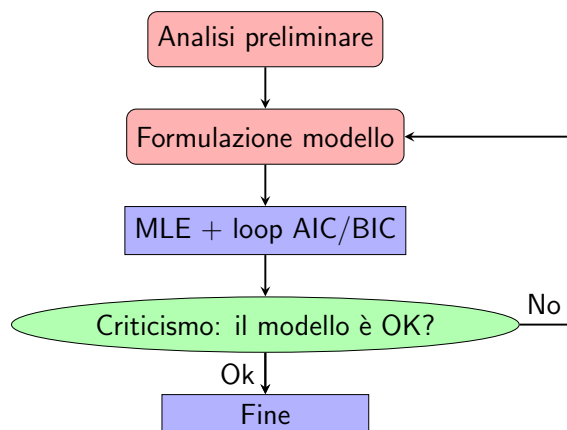 Analisi preliminare
Formulazione modello
MLE + loop AIC/BIC
Criticismo: il modello è OK?
No
Ok
Fine